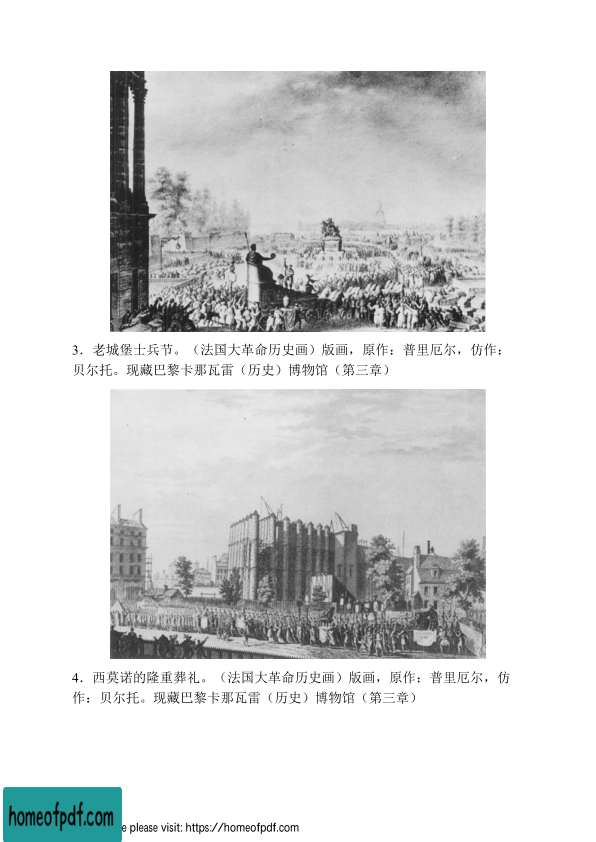 3．老城堡士兵节。（法国大革命历史画）版画，原作：普里厄尔，仿作：
贝尔托。现藏巴黎卡那瓦雷（历史）博物馆（第三章）
4．西莫诺的隆重葬礼。（法国大革命历史画）版画，原作：普里厄尔，仿
作：贝尔托。现藏巴黎卡那瓦雷（历史）博物馆（第三章）
homeofpdf.com
e please visit: https://homeofpdf.com